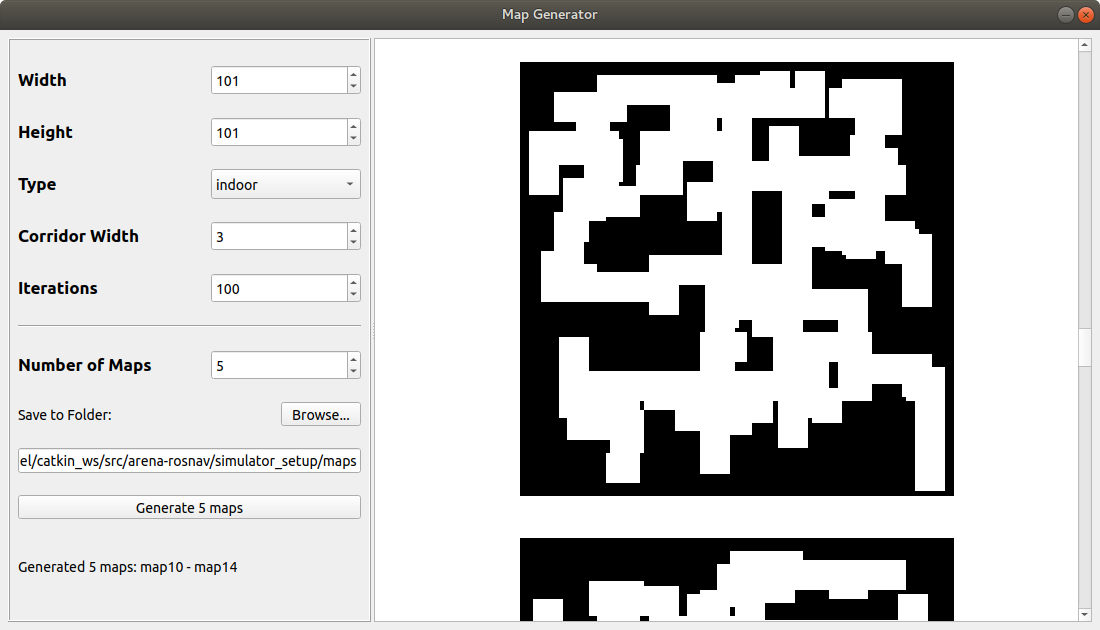 Map Generator
Width 101
Height 101
Type indoor
Corridor Width 3
Iterations 100
Number of Maps 5
Save to Folder: Browse...
el/catkin_ws/src/arena-rosnav/simulator_setup/maps
Generate 5 maps
Generated 5 maps: map10 - map14